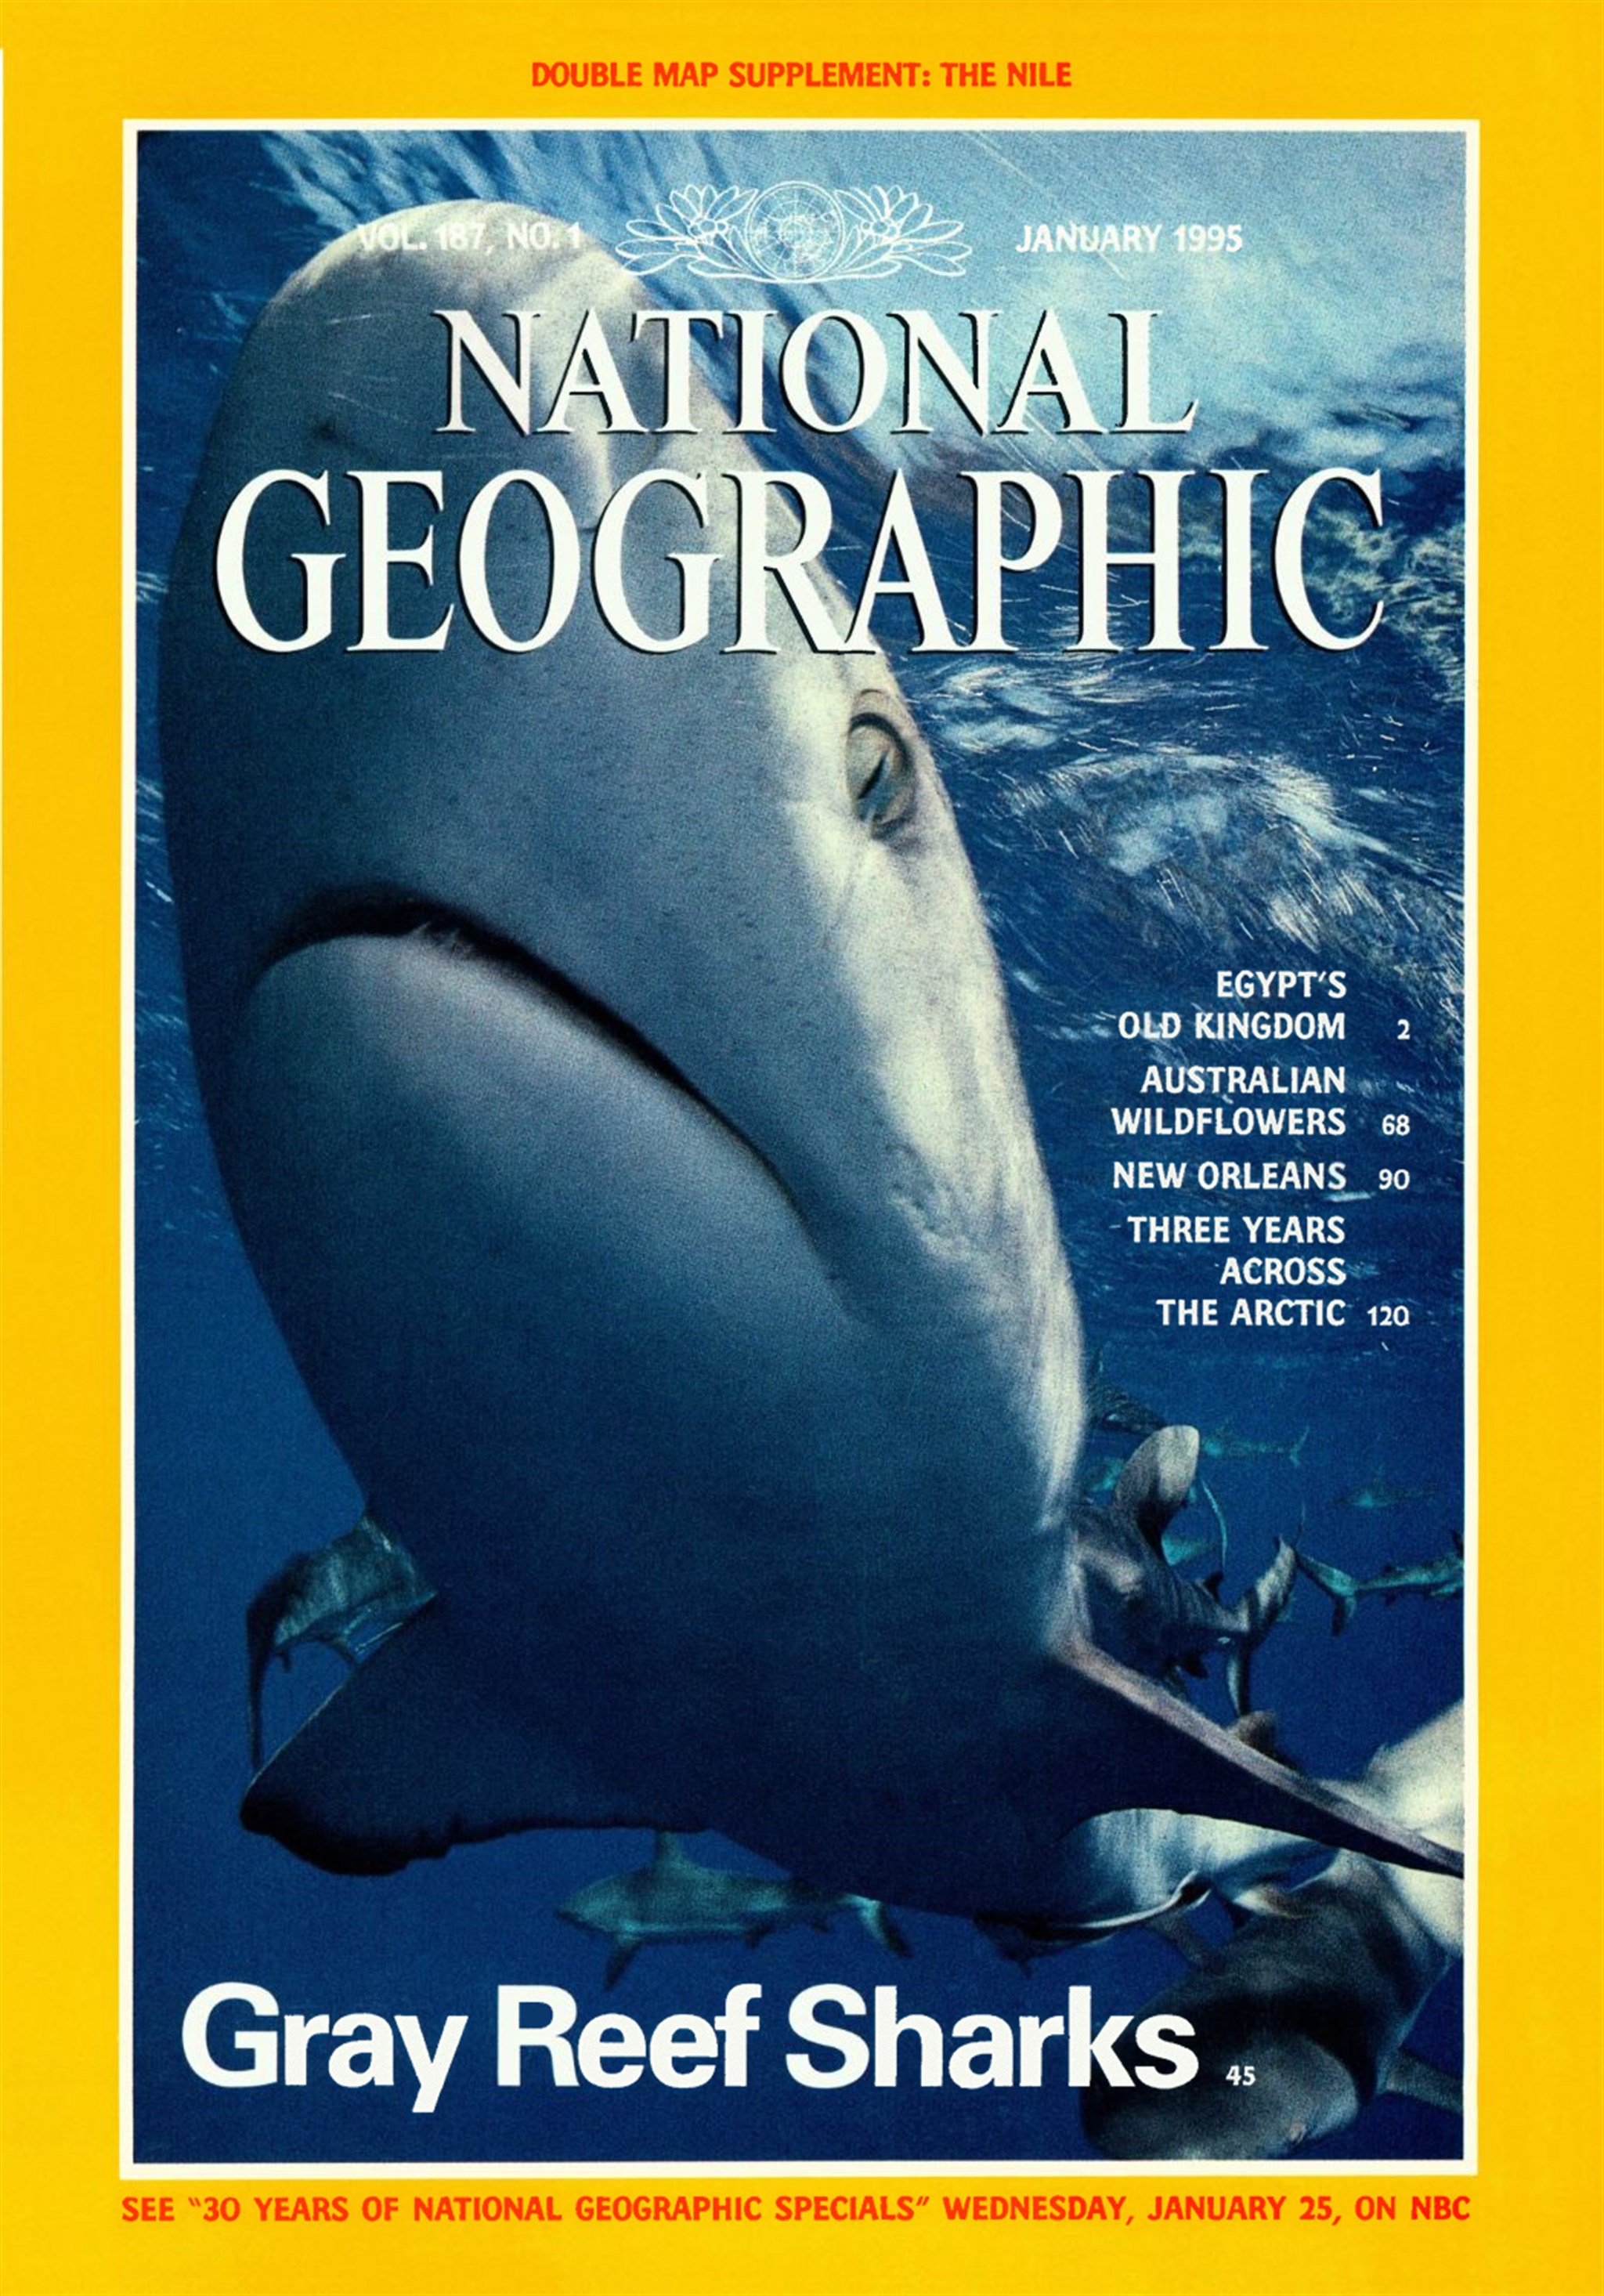 DOUBLE MAP SUPPLEMENT: THE NILE
VOL. 187, NO. 1
JANUARY 1995
NATIONAL
GEOGRAPHIC
EGYPT'S
OLD KINGDOM 2
AUSTRALIAN
WILDFLOWERS 68
NEW ORLEANS 90
THREE YEARS
ACROSS
THE ARCTIC 120
Gray Reef Sharks 45
SEE "30 YEARS OF NATIONAL GEOGRAPHIC SPECIALS" WEDNESDAY, JANUARY 25, ON NBC